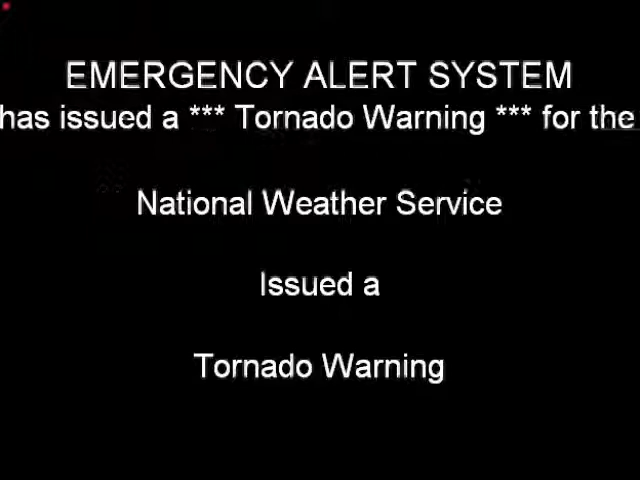 EMERGENCY ALERT SYSTEM
has issued a *** Tornado Warning *** for the
National Weather Service
Issued a
Tornado Warning